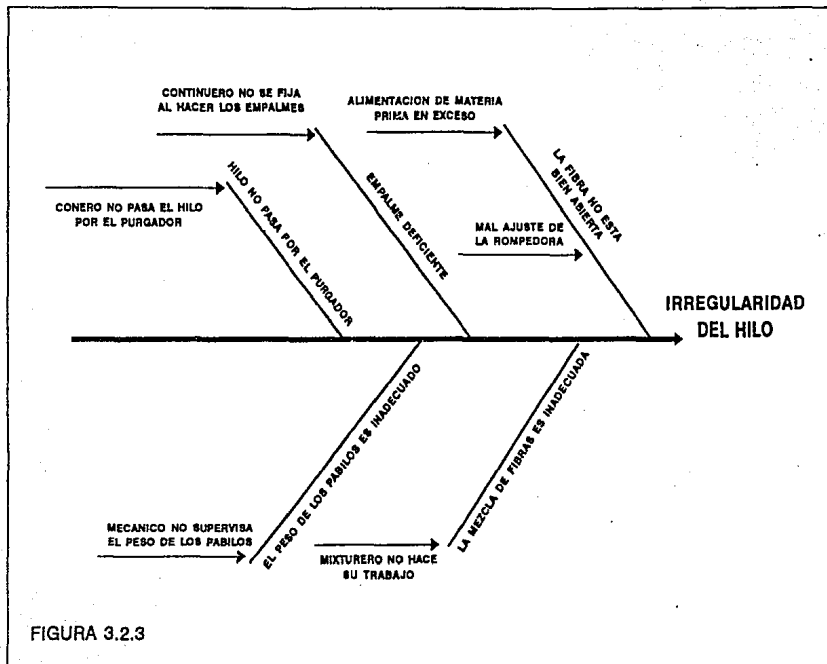 CONTINUERO NO SE FIJA
AL HACER LOS EMPALMES
ALIMENTACION DE MATERIA
PRIMA EN EXCESO
CONERO NO PASA EL HILO
POR EL PURGADOR
HILO NO PASA POR EL PURGADOR
EMPALME DEFICIENTE
LA FIBRA NO ESTA
BIEN ABIERTA
MAL AJUSTE DE
LA ROMPEDORA
IRREGULARIDAD
DEL HILO
MECANICO NO SUPERVISA
EL PESO DE LOS PABILOS
EL PESO DE LOS PABILOS ES INADECUADO
MIXTURERO NO HACE
SU TRABAJO
LA MEZCLA DE FIBRAS ES INADECUADA
FIGURA 3.2.3